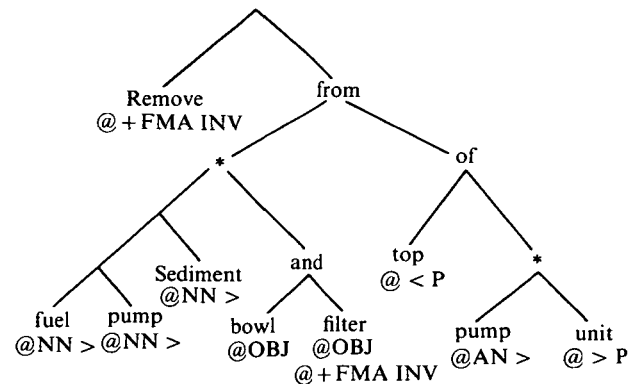 from
Remove
@ + FMA INV
of
*
top
@ < P
*
Sediment
@NN >
and
fuel
@NN >
pump
@NN >
bowl
@OBJ
filter
@OBJ
@ + FMA INV
pump
@AN >
unit
@ > P